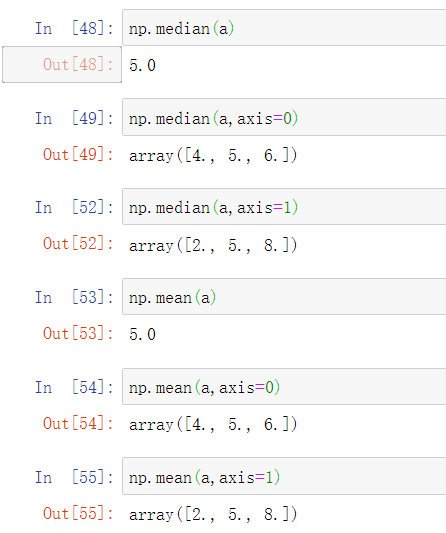 In [48]: np.median(a)
Out[48]: 5.0
In [49]: np.median(a,axis=0)
Out[49]: array([4., 5., 6.])
In [52]: np.median(a,axis=1)
Out[52]: array([2., 5., 8.])
In [53]: np.mean(a)
Out[53]: 5.0
In [54]: np.mean(a,axis=0)
Out[54]: array([4., 5., 6.])
In [55]: np.mean(a,axis=1)
Out[55]: array([2., 5., 8.])